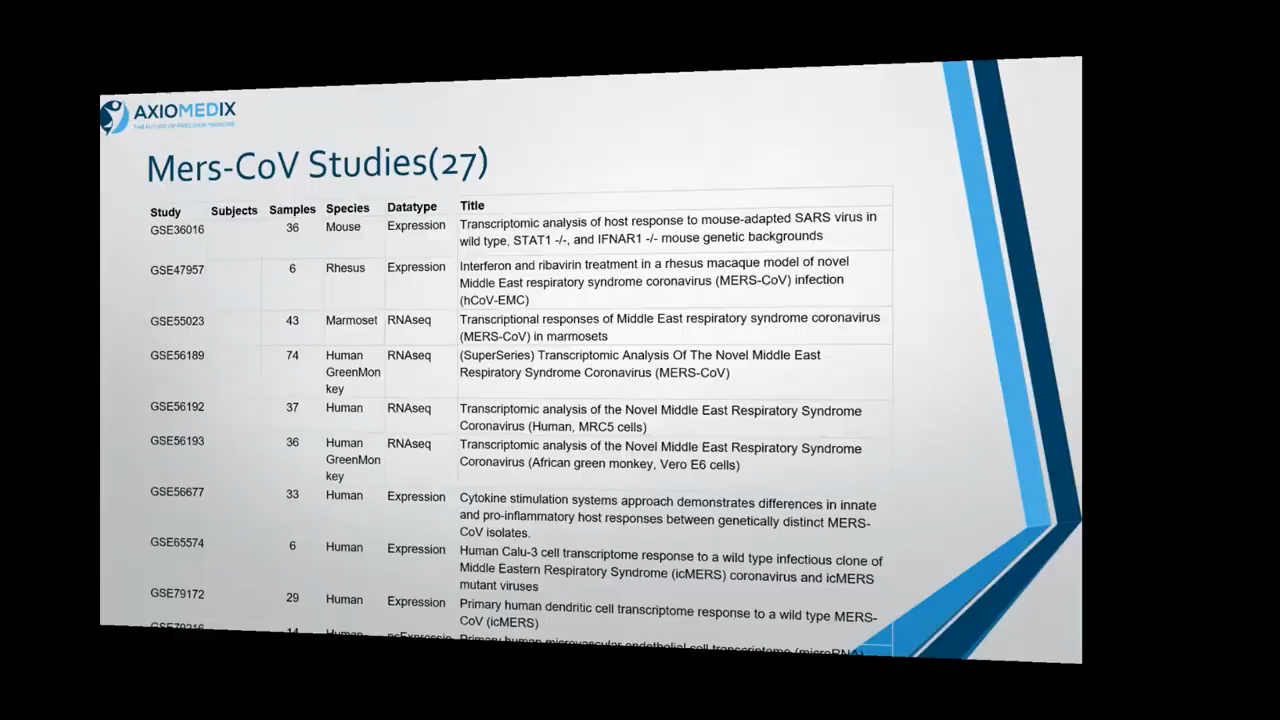 AXIOMEDIX
THE FUTURE OF PRECISION MEDICINE
Mers-CoV Studies(27)
Study Subjects Samples Species Datatype Title
GSE36016 36 Mouse Expression Transcriptomic analysis of host response to mouse-adapted SARS virus in
wild type, STAT1 -/-, and IFNAR1 -/- mouse genetic backgrounds
GSE47957 6 Rhesus Expression Interferon and ribavirin treatment in a rhesus macaque model of novel
Middle East respiratory syndrome coronavirus (MERS-CoV) infection
(hCoV-EMC)
GSE55023 43 Marmoset RNAseq Transcriptional responses of Middle East respiratory syndrome coronavirus
(MERS-CoV) in marmosets
GSE56189 74 Human RNAseq (SuperSeries) Transcriptomic Analysis Of The Novel Middle East
GreenMon Respiratory Syndrome Coronavirus (MERS-CoV)
key
GSE56192 37 Human RNAseq Transcriptomic analysis of the Novel Middle East Respiratory Syndrome
Coronavirus (Human, MRC5 cells)
GSE56193 36 Human RNAseq Transcriptomic analysis of the Novel Middle East Respiratory Syndrome
GreenMon Coronavirus (African green monkey, Vero E6 cells)
key
GSE56677 33 Human Expression Cytokine stimulation systems approach demonstrates differences in innate
and pro-inflammatory host responses between genetically distinct MERS-
CoV isolates.
GSE65574 6 Human Expression Human Calu-3 cell transcriptome response to a wild type infectious clone of
Middle Eastern Respiratory Syndrome (icMERS) coronavirus and icMERS
mutant viruses
GSE79172 29 Human Expression Primary human dendritic cell transcriptome response to a wild type MERS-
CoV (icMERS)
14 Human Primary human microvascular endothelial cell transcriptome (microRNA)